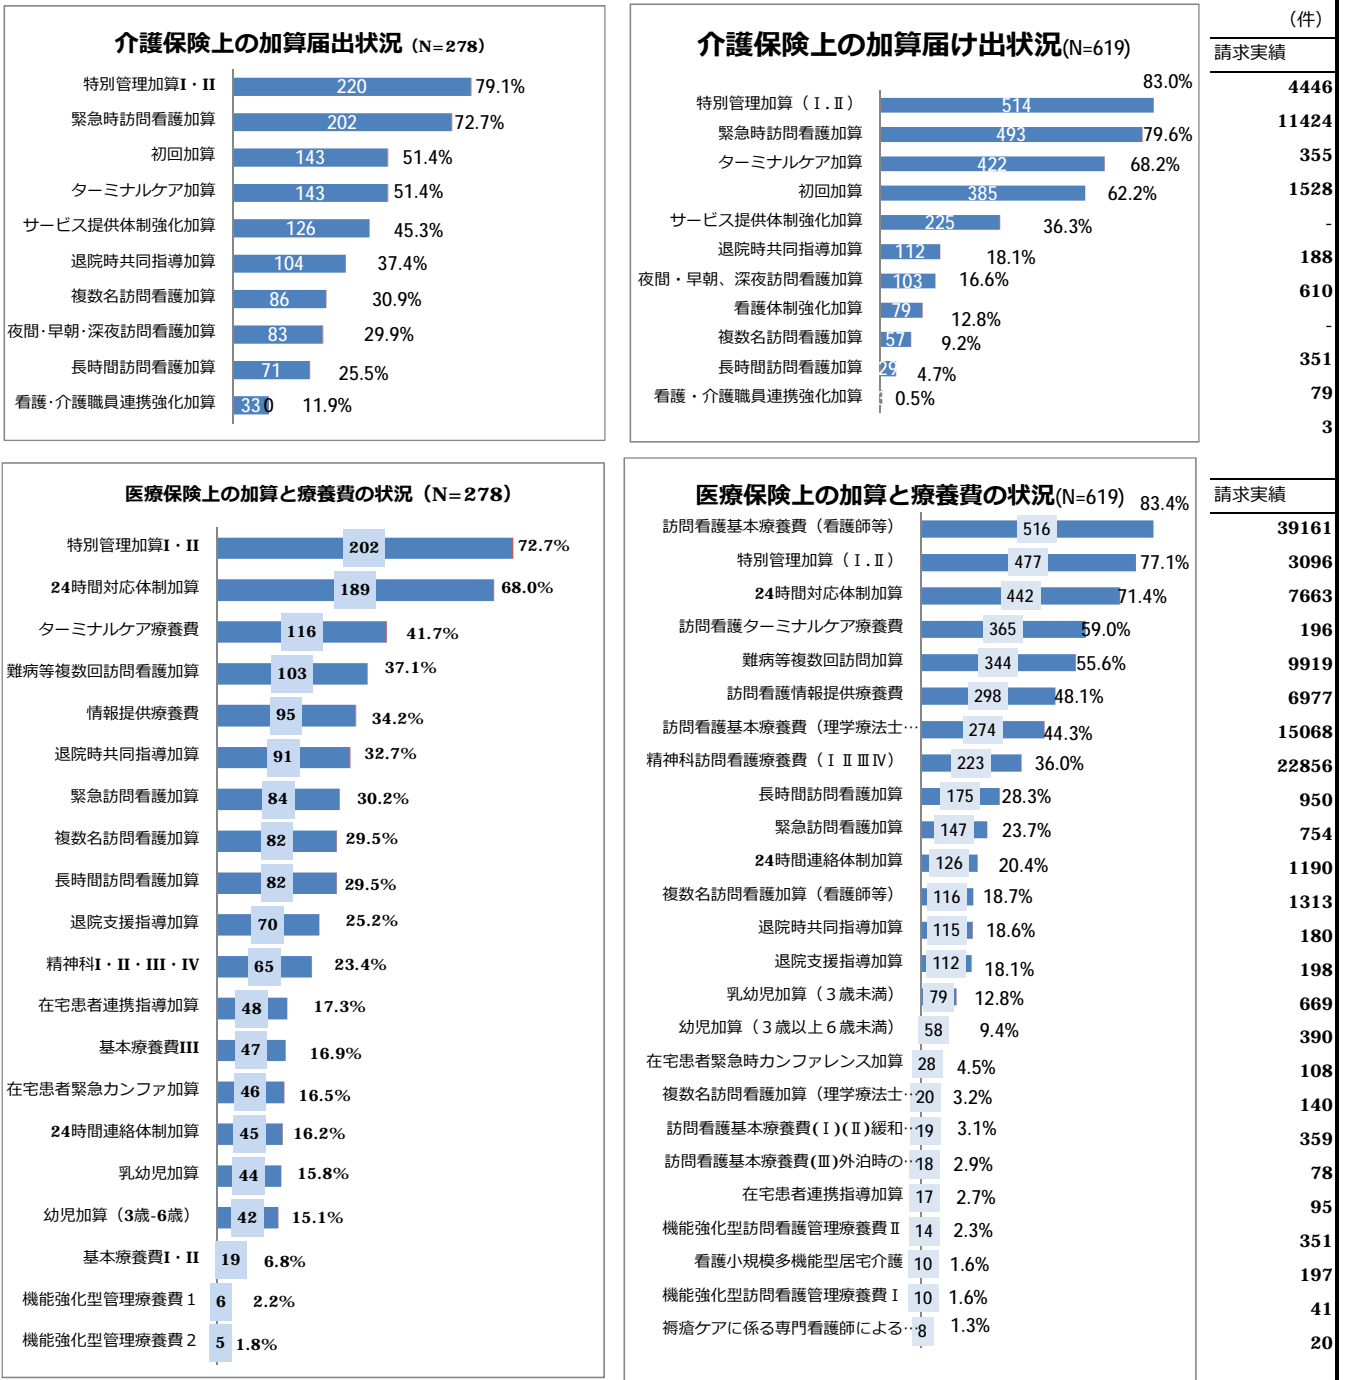 介護保険上の加算届出状況（N=278）
特別管理加算I・II 220 79.1%
緊急時訪問看護加算 202 72.7%
初回加算 143 51.4%
ターミナルケア加算 143 51.4%
サービス提供体制強化加算 126 45.3%
退院時共同指導加算 104 37.4%
複数名訪問看護加算 86 30.9%
夜間･早朝･深夜訪問看護加算 83 29.9%
長時間訪問看護加算 71 25.5%
看護･介護職員連携強化加算 33 0 11.9%
介護保険上の加算届け出状況(N=619)
特別管理加算（Ⅰ.Ⅱ） 514 83.0%
緊急時訪問看護加算 493 79.6%
ターミナルケア加算 422 68.2%
初回加算 385 62.2%
サービス提供体制強化加算 225 36.3%
退院時共同指導加算 112 18.1%
夜間・早朝、深夜訪問看護加算 103 16.6%
看護体制強化加算 79 12.8%
複数名訪問看護加算 57 9.2%
長時間訪問看護加算 29 4.7%
看護・介護職員連携強化加算 3 0.5%
（件）
請求実績
4446
11424
355
1528
-
188
610
-
351
79
3
医療保険上の加算と療養費の状況（N=278）
特別管理加算I・II 202 72.7%
24時間対応体制加算 189 68.0%
ターミナルケア療養費 116 41.7%
難病等複数回訪問看護加算 103 37.1%
情報提供療養費 95 34.2%
退院時共同指導加算 91 32.7%
緊急訪問看護加算 84 30.2%
複数名訪問看護加算 82 29.5%
長時間訪問看護加算 82 29.5%
退院支援指導加算 70 25.2%
精神科I・II・III・IV 65 23.4%
在宅患者連携指導加算 48 17.3%
基本療養費III 47 16.9%
在宅患者緊急カンファ加算 46 16.5%
24時間連絡体制加算 45 16.2%
乳幼児加算 44 15.8%
幼児加算（3歳-6歳） 42 15.1%
基本療養費I・II 19 6.8%
機能強化型管理療養費１ 6 2.2%
機能強化型管理療養費２ 5 1.8%
医療保険上の加算と療養費の状況(N=619)
訪問看護基本療養費（看護師等） 516 83.4%
特別管理加算（Ⅰ.Ⅱ） 477 77.1%
24時間対応体制加算 442 71.4%
訪問看護ターミナルケア療養費 365 59.0%
難病等複数回訪問加算 344 55.6%
訪問看護情報提供療養費 298 48.1%
訪問看護基本療養費（理学療法士… 274 44.3%
精神科訪問看護療養費（ⅠⅡⅢⅣ） 223 36.0%
長時間訪問看護加算 175 28.3%
緊急訪問看護加算 147 23.7%
24時間連絡体制加算 126 20.4%
複数名訪問看護加算（看護師等） 116 18.7%
退院時共同指導加算 115 18.6%
退院支援指導加算 112 18.1%
乳幼児加算（３歳未満） 79 12.8%
幼児加算（３歳以上６歳未満） 58 9.4%
在宅患者緊急時カンファレンス加算 28 4.5%
複数名訪問看護加算（理学療法士… 20 3.2%
訪問看護基本療養費(Ⅰ)(Ⅱ)緩和… 19 3.1%
訪問看護基本療養費(Ⅲ)外泊時の… 18 2.9%
在宅患者連携指導加算 17 2.7%
機能強化型訪問看護管理療養費Ⅱ 14 2.3%
看護小規模多機能型居宅介護 10 1.6%
機能強化型訪問看護管理療養費Ⅰ 10 1.6%
褥瘡ケアに係る専門看護師による… 8 1.3%
請求実績
39161
3096
7663
196
9919
6977
15068
22856
950
754
1190
1313
180
198
669
390
108
140
359
78
95
351
197
41
20